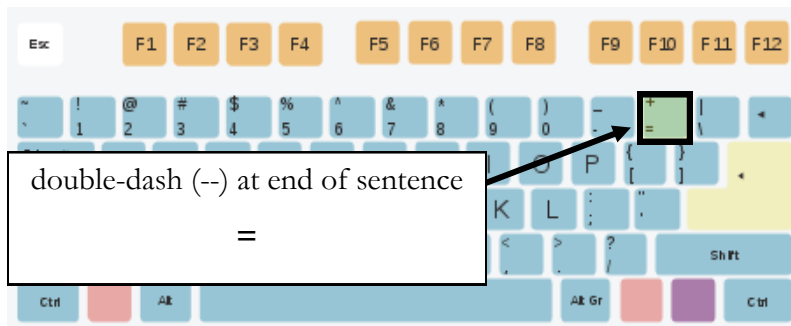 Esc F1 F2 F3 F4 F5 F6 F7 F8 F9 F10 F11 F12
~ ! @ # $ % ^ & * ( ) _ + |
` 1 2 3 4 5 6 7 8 9 0 - = \
O P { }
[ ]
double-dash (--) at end of sentence
=
K L : "
; '
< > ? Shift
, . /
Ctrl Alt Alt Gr Ctrl